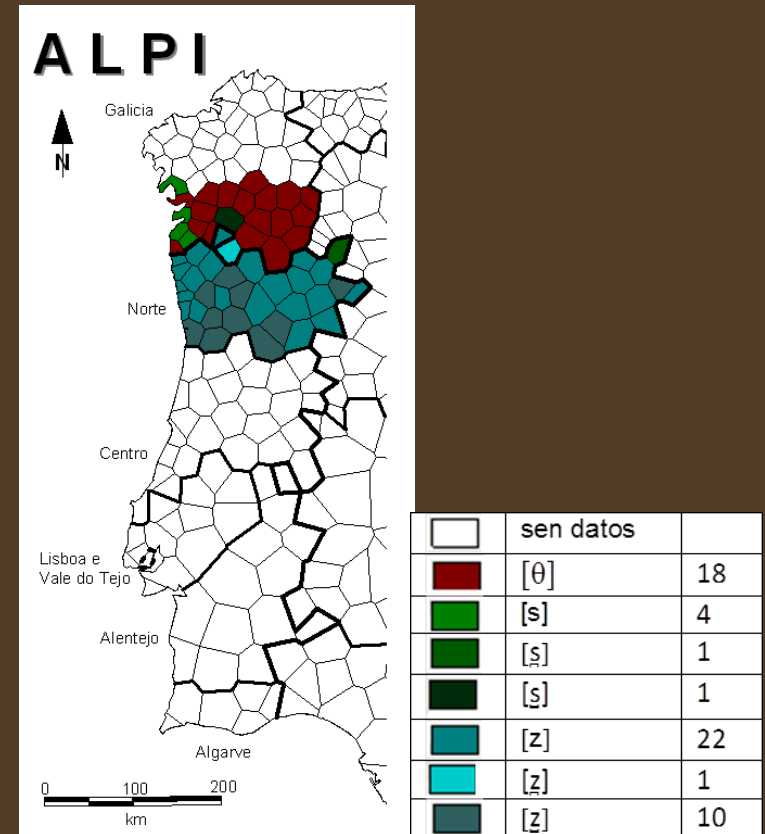 ALPI
Galicia
N
Norte
Centro
Lisboa e
Vale do Tejo
Alentejo
Algarve
0 100 200
km
sen datos
[θ] 18
[s] 4
[s̪] 1
[s̱] 1
[z] 22
[z̪] 1
[ẕ] 10